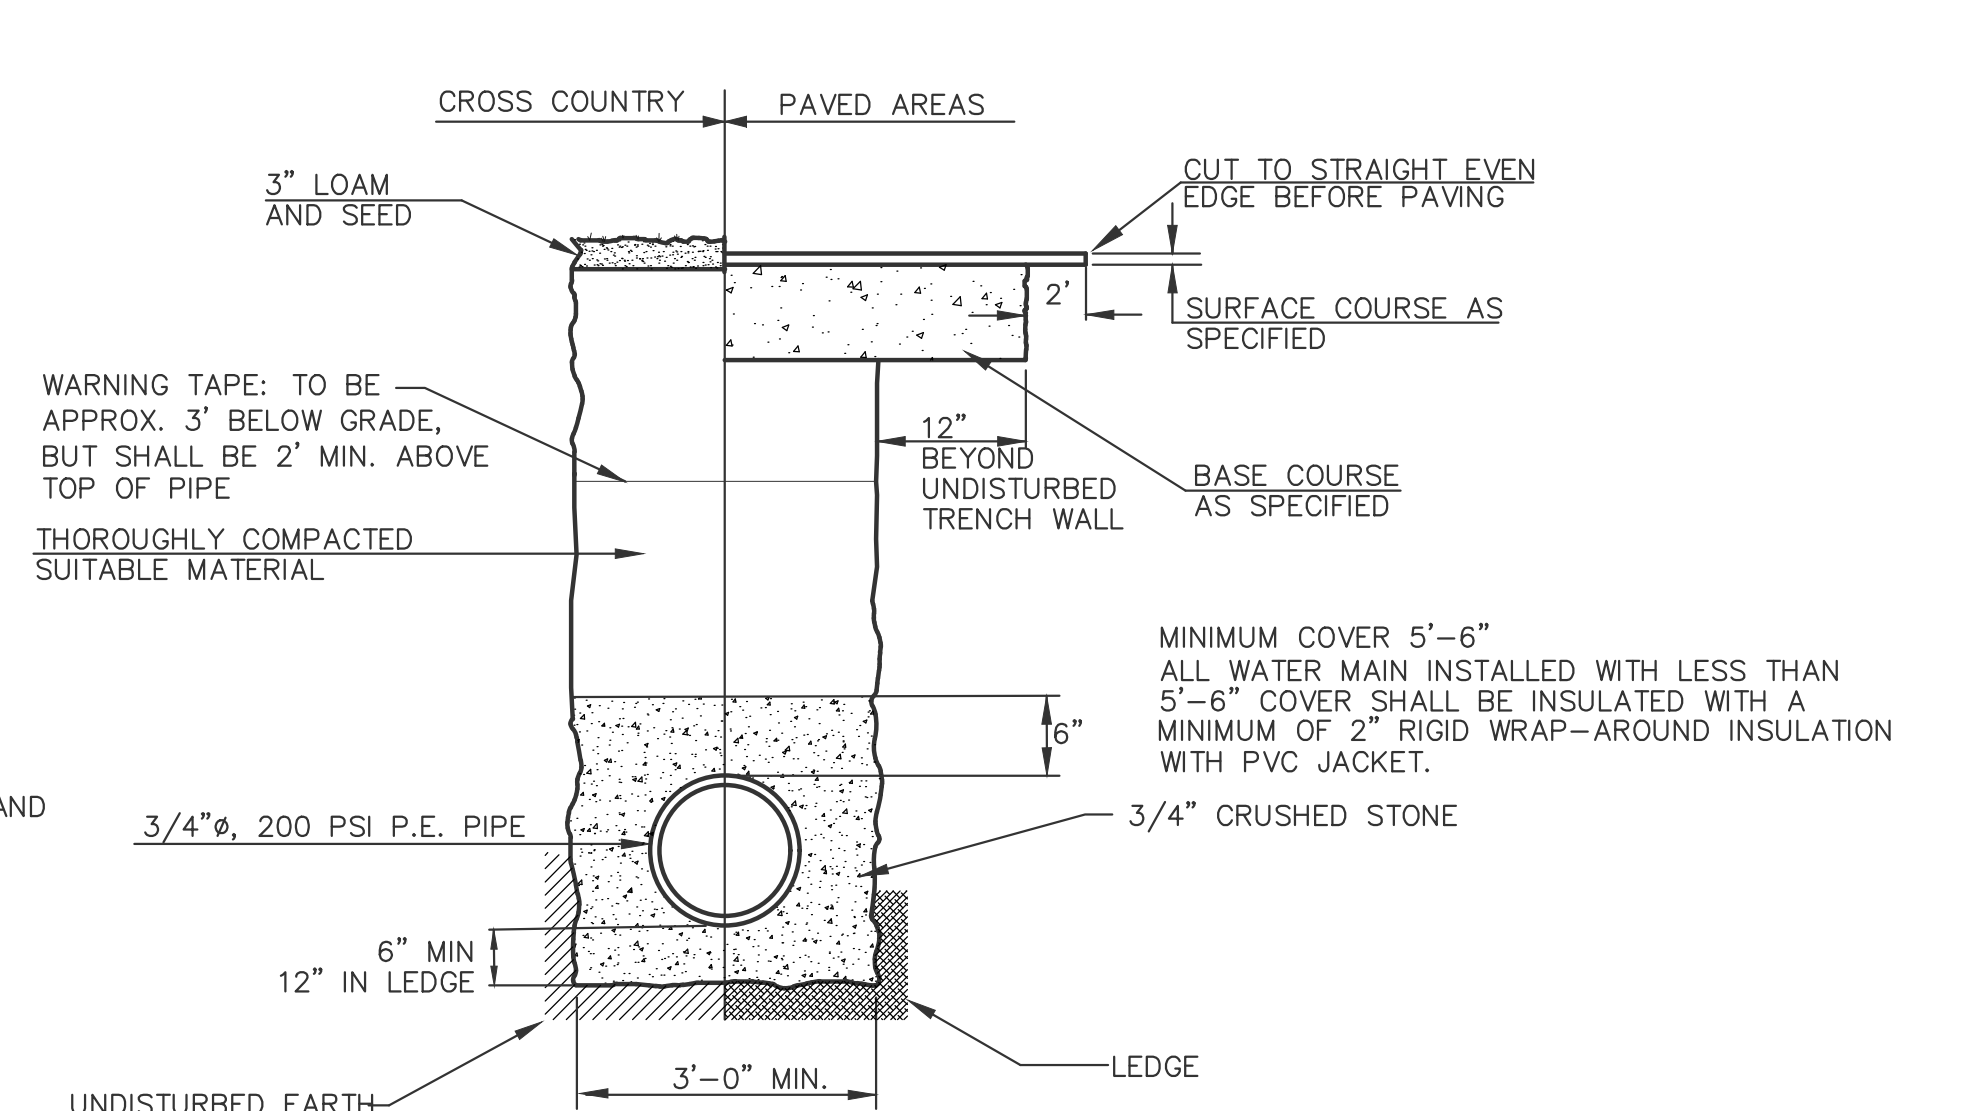 CROSS COUNTRY
PAVED AREAS
3” LOAM
AND SEED
CUT TO STRAIGHT EVEN
EDGE BEFORE PAVING
2'
SURFACE COURSE AS
SPECIFIED
WARNING TAPE: TO BE
APPROX. 3' BELOW GRADE,
BUT SHALL BE 2' MIN. ABOVE
TOP OF PIPE
12”
BEYOND
UNDISTURBED
TRENCH WALL
BASE COURSE
AS SPECIFIED
THOROUGHLY COMPACTED
SUITABLE MATERIAL
MINIMUM COVER 5'-6”
ALL WATER MAIN INSTALLED WITH LESS THAN
5'-6” COVER SHALL BE INSULATED WITH A
MINIMUM OF 2” RIGID WRAP-AROUND INSULATION
WITH PVC JACKET.
6”
AND
3/4”ø, 200 PSI P.E. PIPE
3/4” CRUSHED STONE
6” MIN
12” IN LEDGE
LEDGE
3'-0” MIN.
UNDISTURBED EARTH